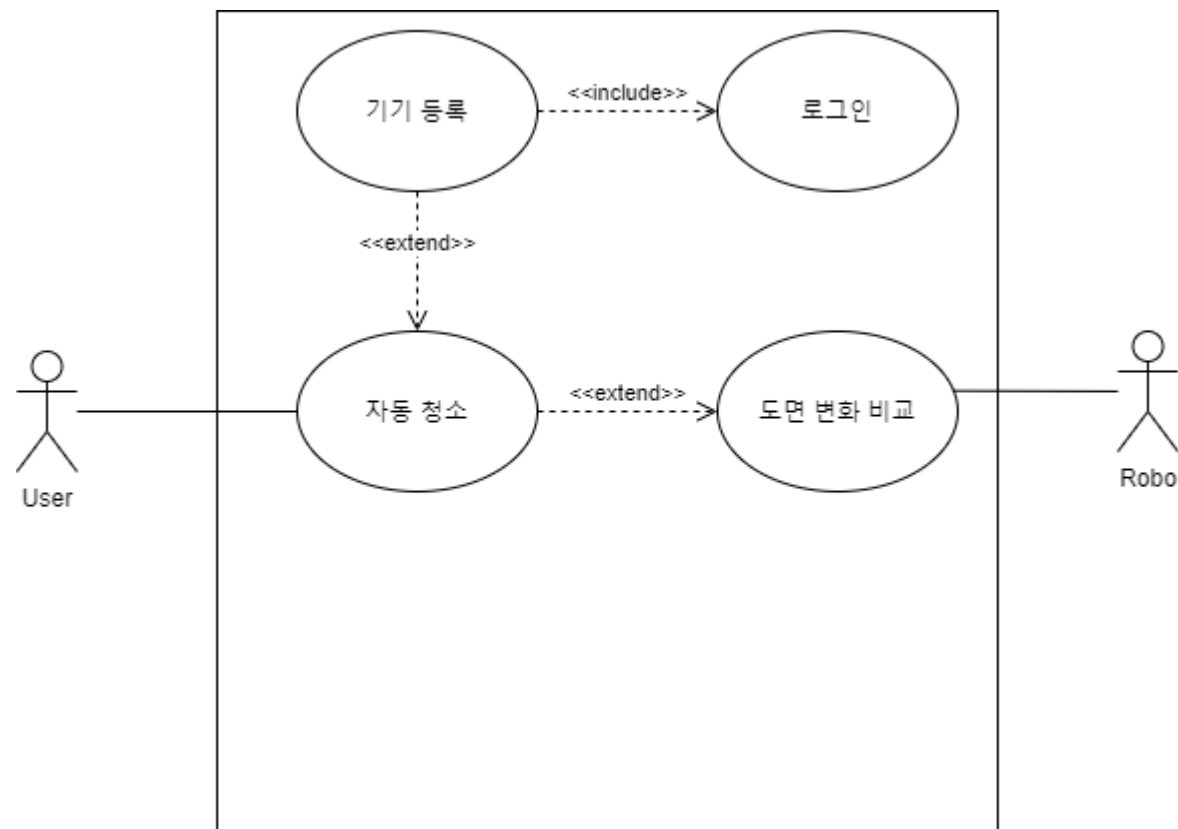 기기 등록
<<include>>
로그인
<<extend>>
자동 청소
<<extend>>
도면 변화 비교
User
Robo